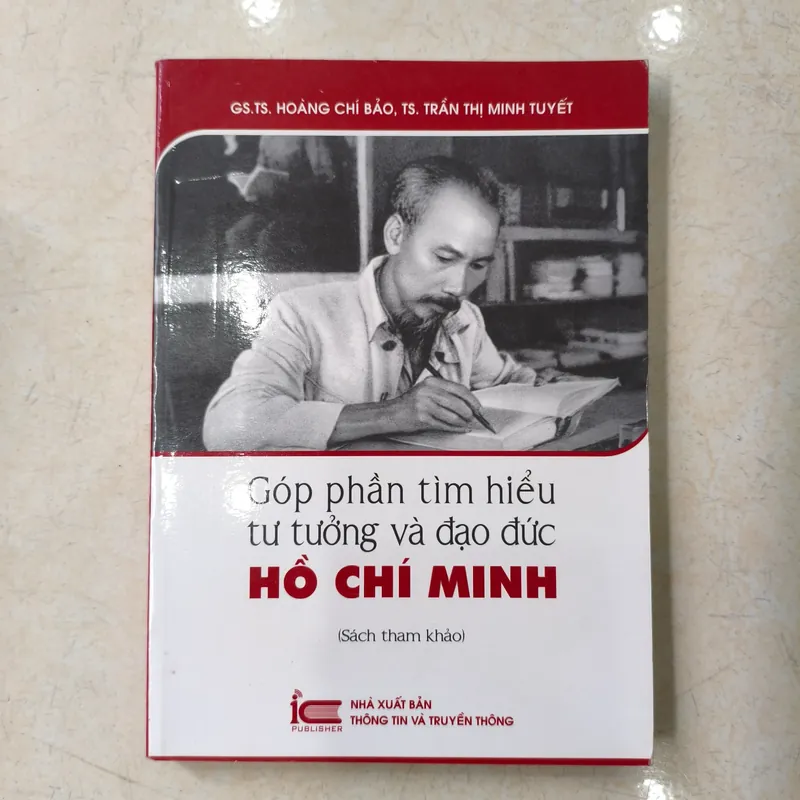 GS.TS. HOÀNG CHÍ BẢO, TS. TRẦN THỊ MINH TUYẾT
Góp phần tìm hiểu
tư tưởng và đạo đức
HỒ CHÍ MINH
(Sách tham khảo)
ic
PUBLISHER
NHÀ XUẤT BẢN
THÔNG TIN VÀ TRUYỀN THÔNG